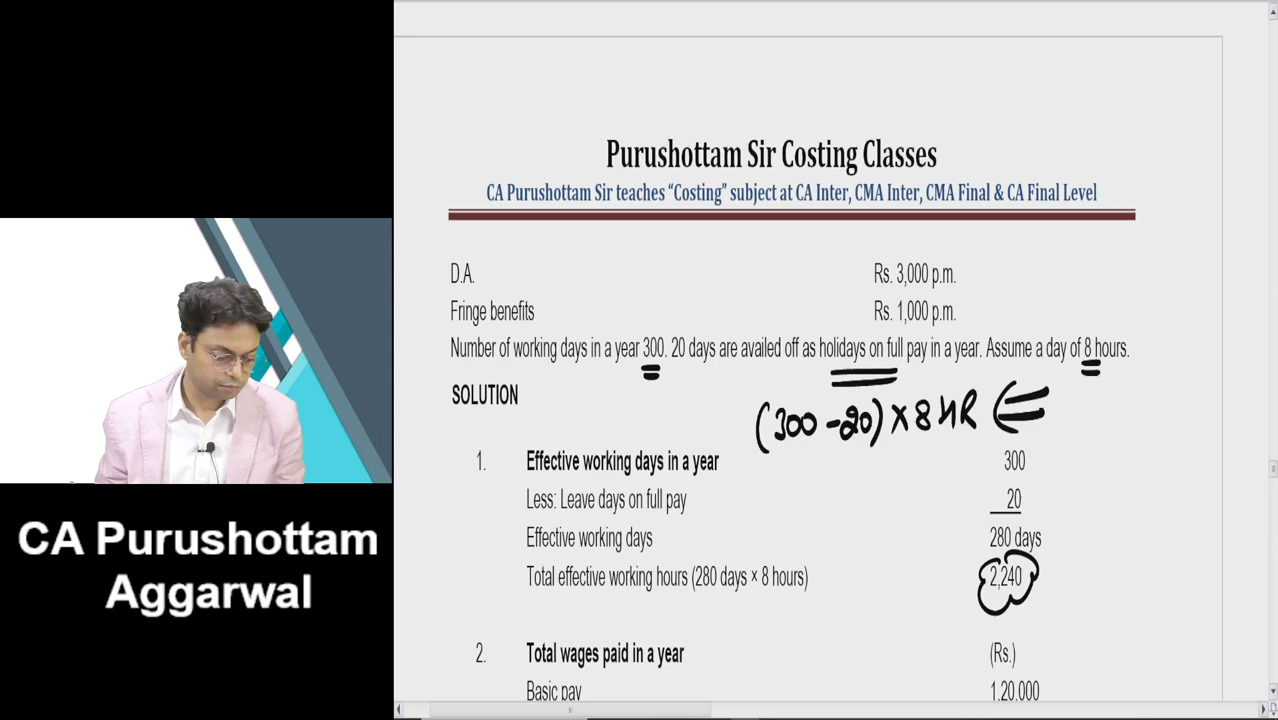 Purushottam Sir Costing Classes
CA Purushottam Sir teaches “Costing” subject at CA Inter, CMA Inter, CMA Final & CA Final Level
D.A. Rs. 3,000 p.m.
Fringe benefits Rs. 1,000 p.m.
Number of working days in a year 300. 20 days are availed off as holidays on full pay in a year. Assume a day of 8 hours.
SOLUTION
(300 - 20) × 8 HR
1. Effective working days in a year 300
Less: Leave days on full pay 20
Effective working days 280 days
Total effective working hours (280 days × 8 hours) 2,240
2. Total wages paid in a year (Rs.)
Basic pay 1,20,000
CA Purushottam
Aggarwal